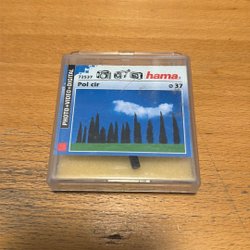 72537
hama®
Pol cir
ø 37
PHOTO+VIDEO+DIGITAL